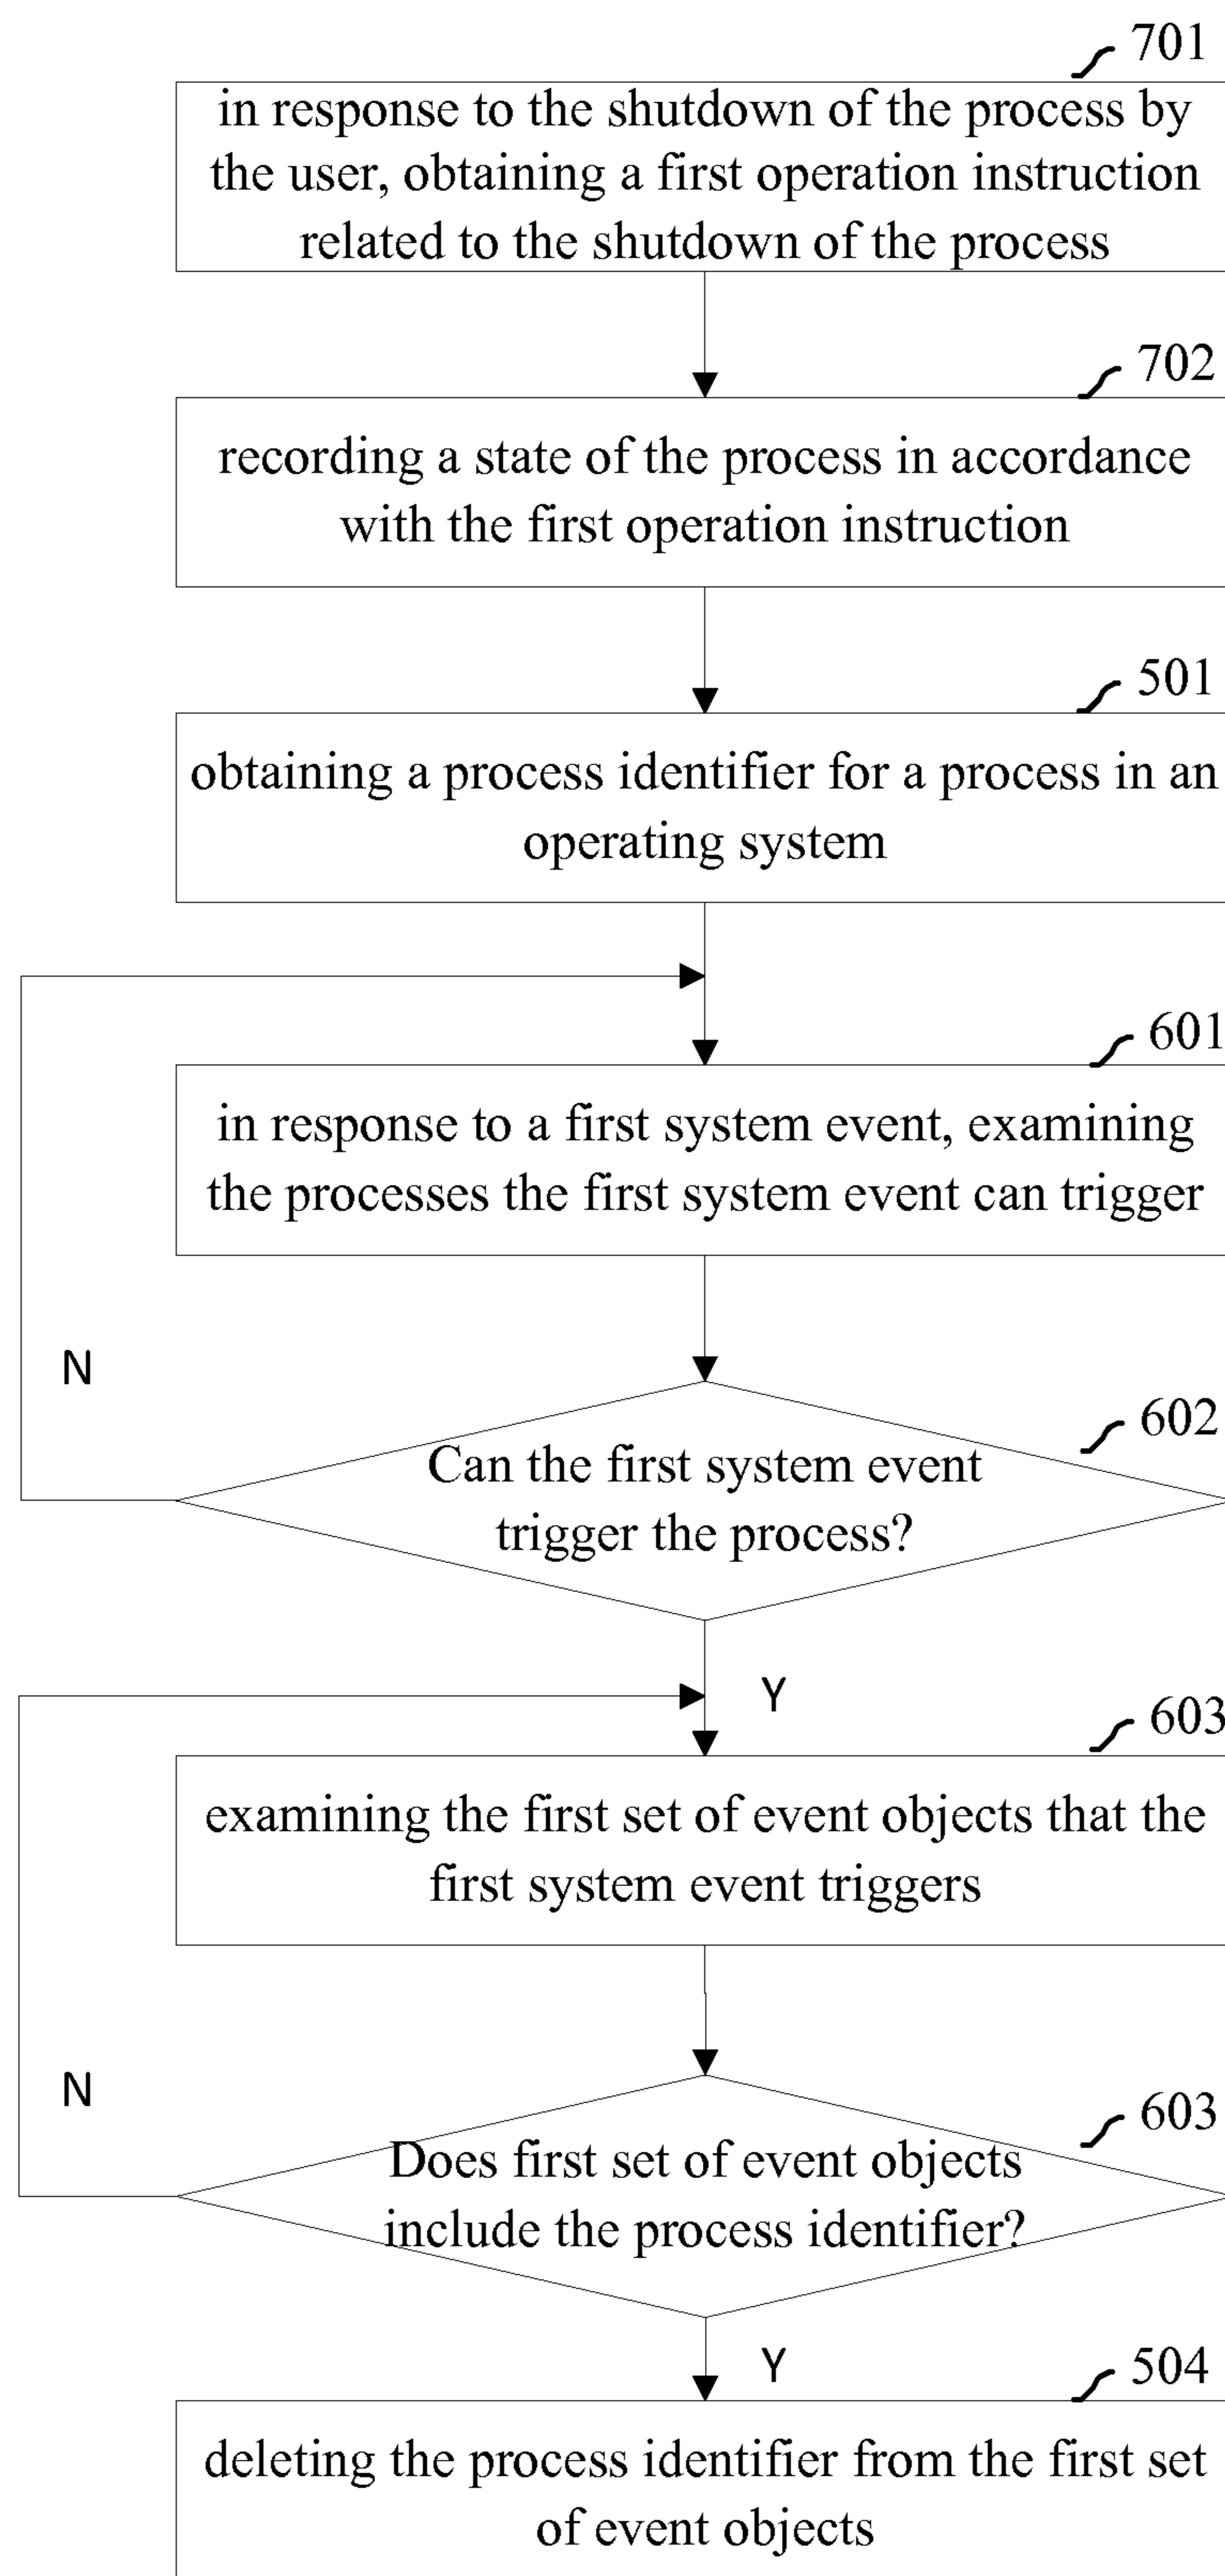 701
in response to the shutdown of the process by
the user, obtaining a first operation instruction
related to the shutdown of the process
702
recording a state of the process in accordance
with the first operation instruction
501
obtaining a process identifier for a process in an
operating system
601
in response to a first system event, examining
the processes the first system event can trigger
N
602
Can the first system event
trigger the process?
Y
603
examining the first set of event objects that the
first system event triggers
N
603
Does first set of event objects
include the process identifier?
Y
504
deleting the process identifier from the first set
of event objects